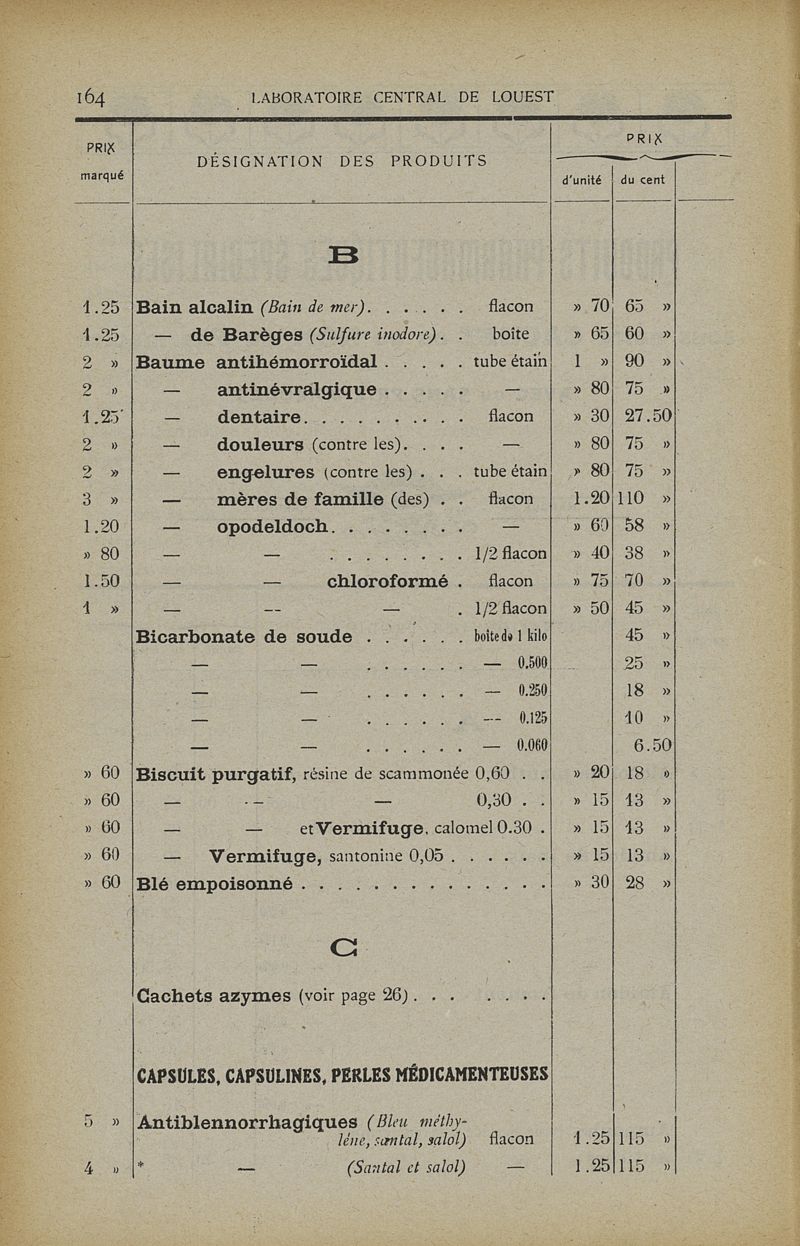 164 LABORATOIRE CENTRAL DE LOUEST
PRIX marqué DÉSIGNATION DES PRODUITS PRIX
d'unité du cent
B
1.25 Bain alcalin (Bain de mer). . . . . . flacon » 70 65 »
1.25 — de Barèges (Sulfure inodore). . boîte » 65 60 »
2 » Baume antihémorroïdal . . . . . tube étain 1 » 90 »
2 » — antinévralgique . . . . . — » 80 75 »
1.25 — dentaire. . . . . . . . . . flacon » 30 27.50
2 » — douleurs (contre les). . . . — » 80 75 »
2 » — engelures (contre les) . . . tube étain » 80 75 »
3 » — mères de famille (des) . . flacon 1.20 110 »
1.20 — opodeldoch. . . . . . . . — » 60 58 »
» 80 — — . . . . . . . . 1/2 flacon » 40 38 »
1.50 — — chloroformé . flacon » 75 70 »
1 » — — — . 1/2 flacon » 50 45 »
Bicarbonate de soude . . . . . . boîte de 1 kilo 45 »
— — . . . . . . — 0.500 25 »
— — . . . . . . — 0.250 18 »
— — . . . . . . — 0.125 10 »
— — . . . . . . — 0.060 6.50
» 60 Biscuit purgatif, résine de scammonée 0,60 . . » 20 18 »
» 60 — — — 0,30 . . » 15 13 »
» 60 — — et Vermifuge, calomel 0.30 . » 15 13 »
» 60 — Vermifuge, santonine 0,05 . . . . . . » 15 13 »
» 60 Blé empoisonné . . . . . . . . . . . . . . » 30 28 »
C
Cachets azymes (voir page 26) . . . . . . .
CAPSULES, CAPSULINES, PERLES MÉDICAMENTEUSES
5 » Antiblennorrhagiques (Bleu méthy-
lène, santal, salol) flacon 1.25 115 »
4 » * — (Santal et salol) — 1.25 115 »